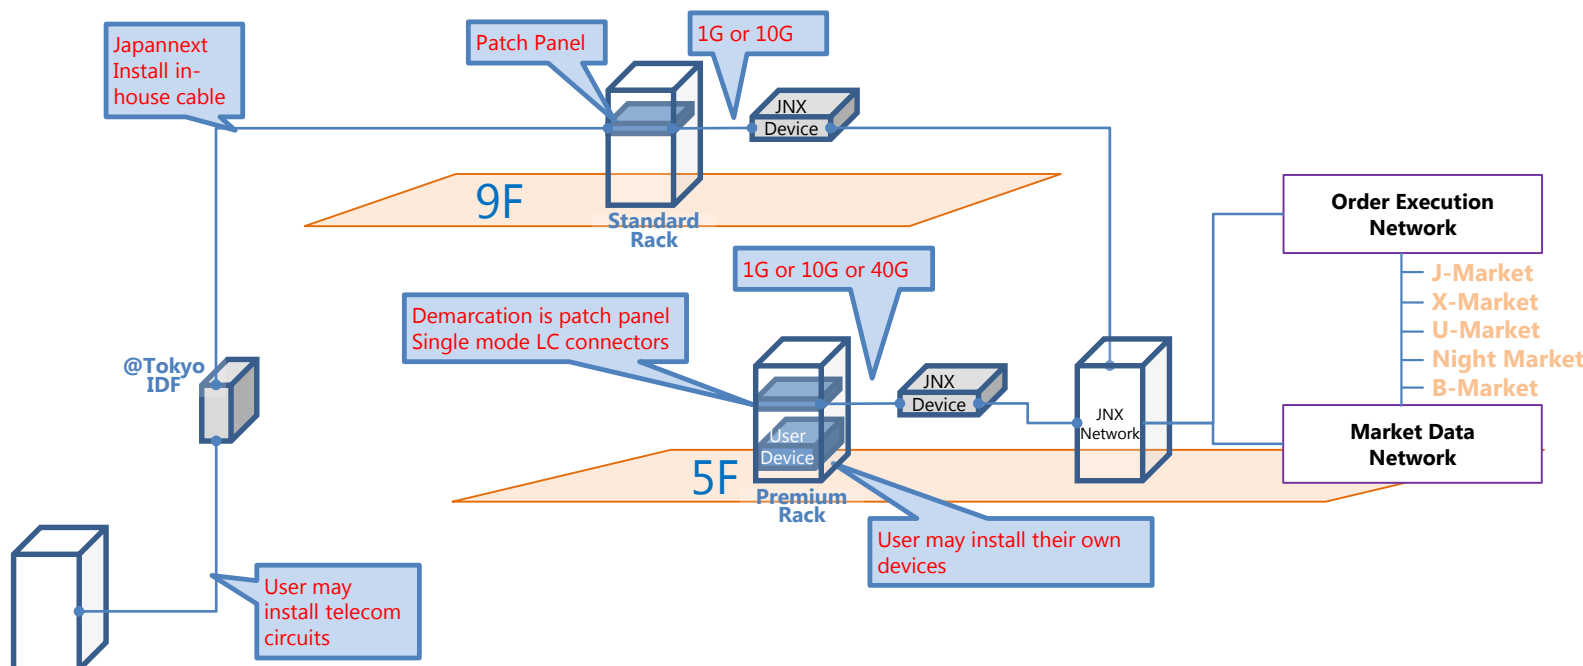 Japannext
Install in-
house cable
Patch Panel
1G or 10G
JNX
Device
9F
Standard
Rack
Order Execution
Network
J-Market
X-Market
U-Market
Night Market
B-Market
Market Data
Network
1G or 10G or 40G
Demarcation is patch panel
Single mode LC connectors
@Tokyo
IDF
JNX
Device
JNX
Network
User
Device
5F
Premium
Rack
User may install their own
devices
User may
install telecom
circuits